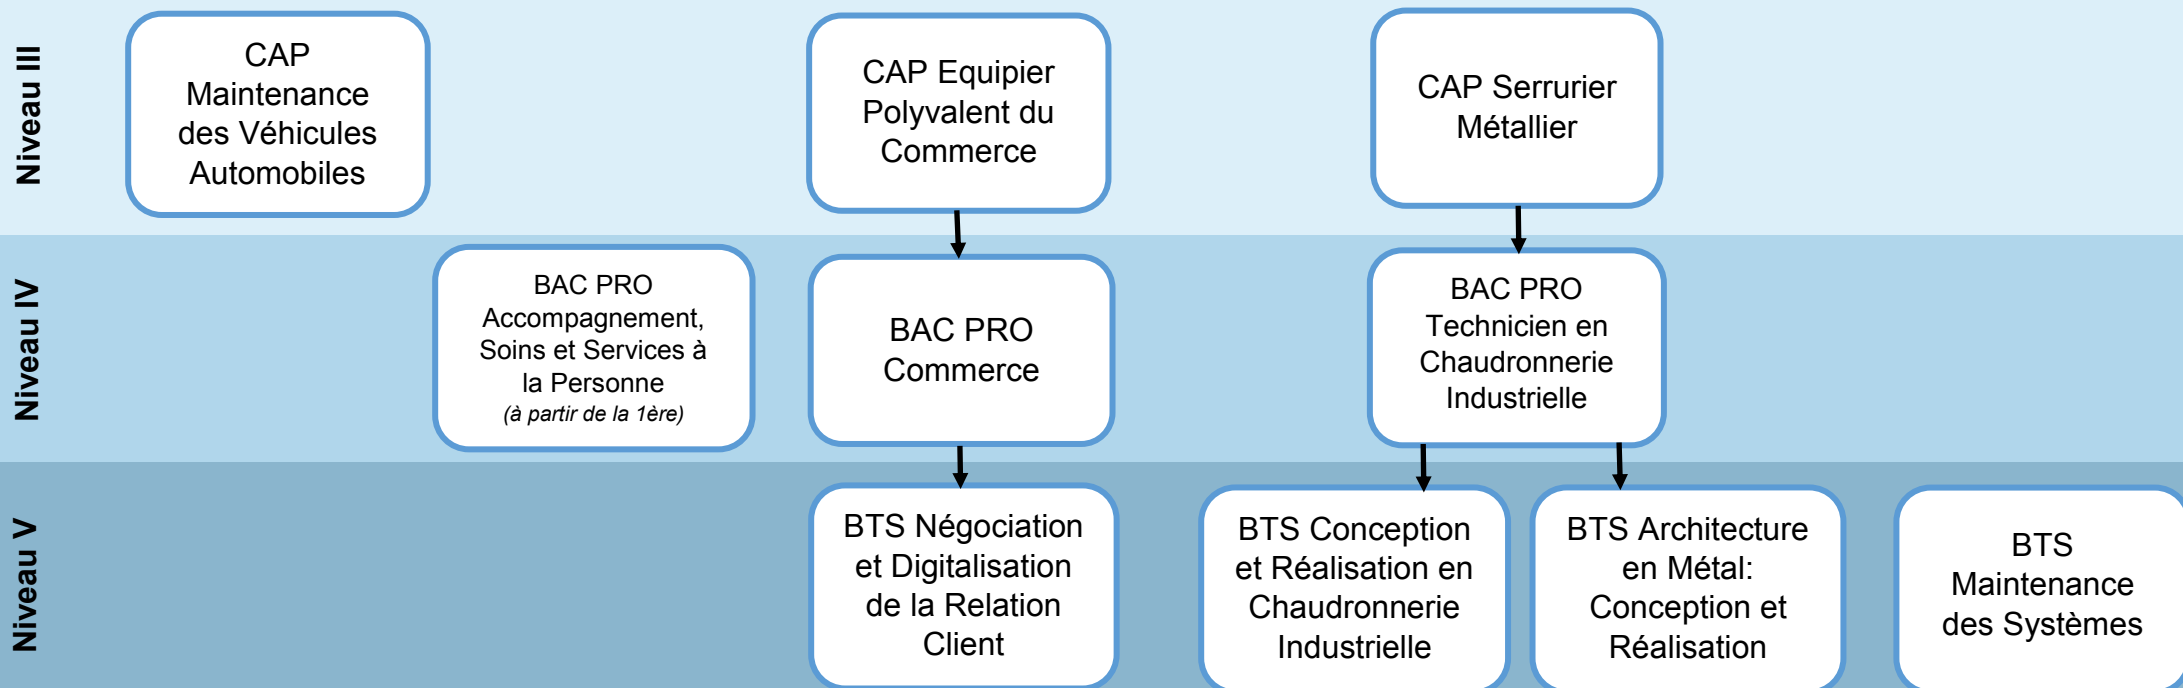 Niveau III
CAP
Maintenance
des Véhicules
Automobiles
CAP Equipier
Polyvalent du
Commerce
CAP Serrurier
Métallier
Niveau IV
BAC PRO
Accompagnement,
Soins et Services à
la Personne
(à partir de la 1ère)
BAC PRO
Commerce
BAC PRO
Technicien en
Chaudronnerie
Industrielle
Niveau V
BTS Négociation
et Digitalisation
de la Relation
Client
BTS Conception
et Réalisation en
Chaudronnerie
Industrielle
BTS Architecture
en Métal:
Conception et
Réalisation
BTS
Maintenance
des Systèmes